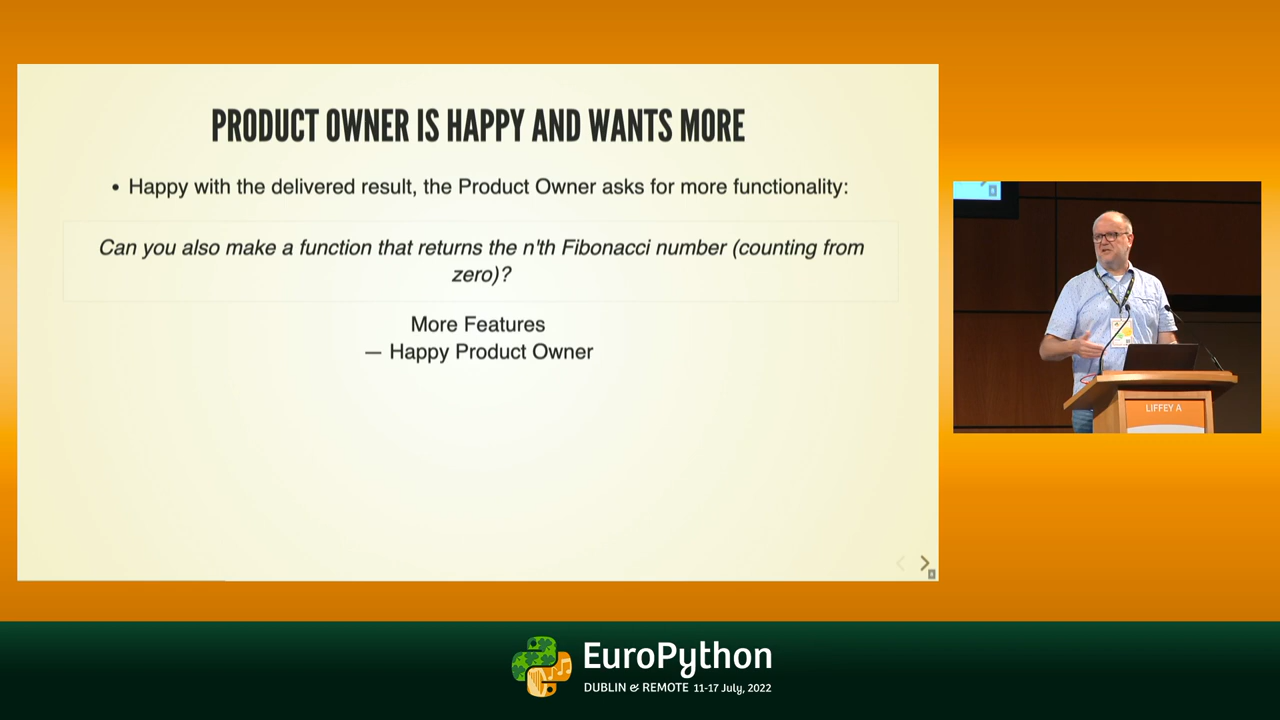 PRODUCT OWNER IS HAPPY AND WANTS MORE
• Happy with the delivered result, the Product Owner asks for more functionality:
Can you also make a function that returns the n'th Fibonacci number (counting from
zero)?
More Features
— Happy Product Owner
LIFFEY A
EuroPython
DUBLIN & REMOTE 11-17 July, 2022